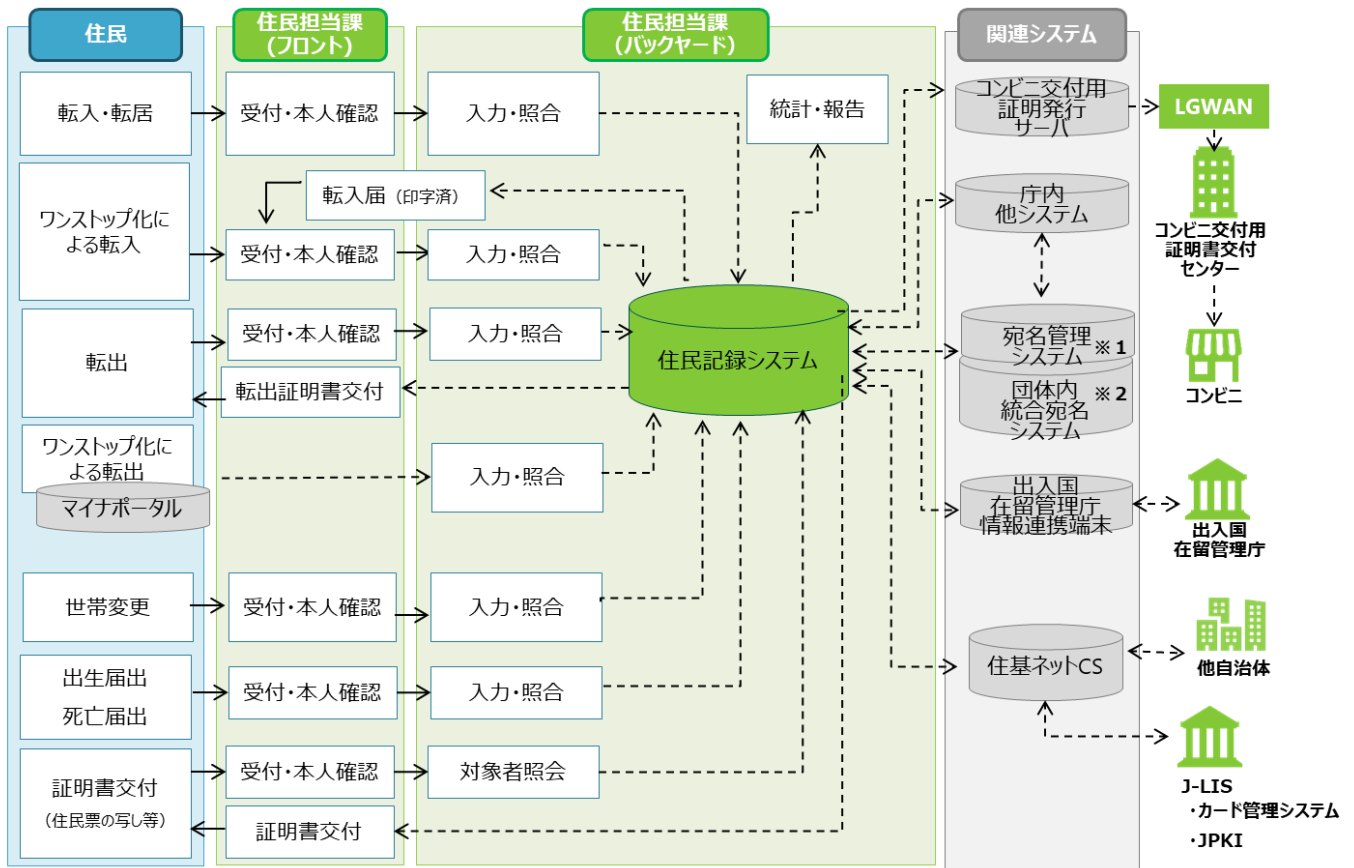 住民
住民担当課
(フロント)
住民担当課
(バックヤード)
関連システム
転入・転居
受付・本人確認
入力・照合
統計・報告
コンビニ交付用
証明発行
サーバ
LGWAN
転入届（印字済）
ワンストップ化に
よる転入
受付・本人確認
入力・照合
庁内
他システム
コンビニ交付用
証明書交付
センター
転出
受付・本人確認
入力・照合
住民記録システム
宛名管理
システム
※1
転出証明書交付
団体内
統合宛名
システム
※2
コンビニ
ワンストップ化に
よる転出
マイナポータル
入力・照合
出入国
在留管理庁
情報連携端末
出入国
在留管理庁
世帯変更
受付・本人確認
入力・照合
出生届出
死亡届出
受付・本人確認
入力・照合
住基ネットCS
他自治体
証明書交付
(住民票の写し等)
受付・本人確認
対象者照会
証明書交付
J-LIS
・カード管理システム
・JPKI